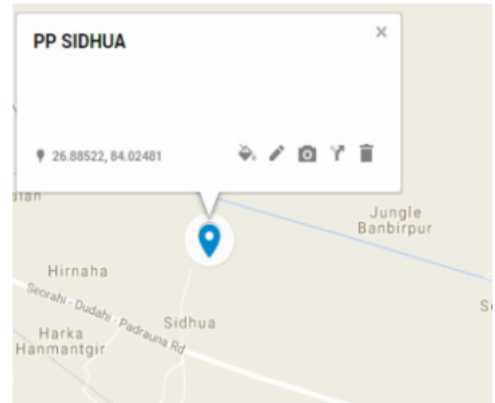 PP SIDHUA
26.88522, 84.02481
Jungle
Banbirpur
Hirnaha
Seorahi - Dudahi - Padrauna Rd
Sidhua
Harka
Hanmantgir